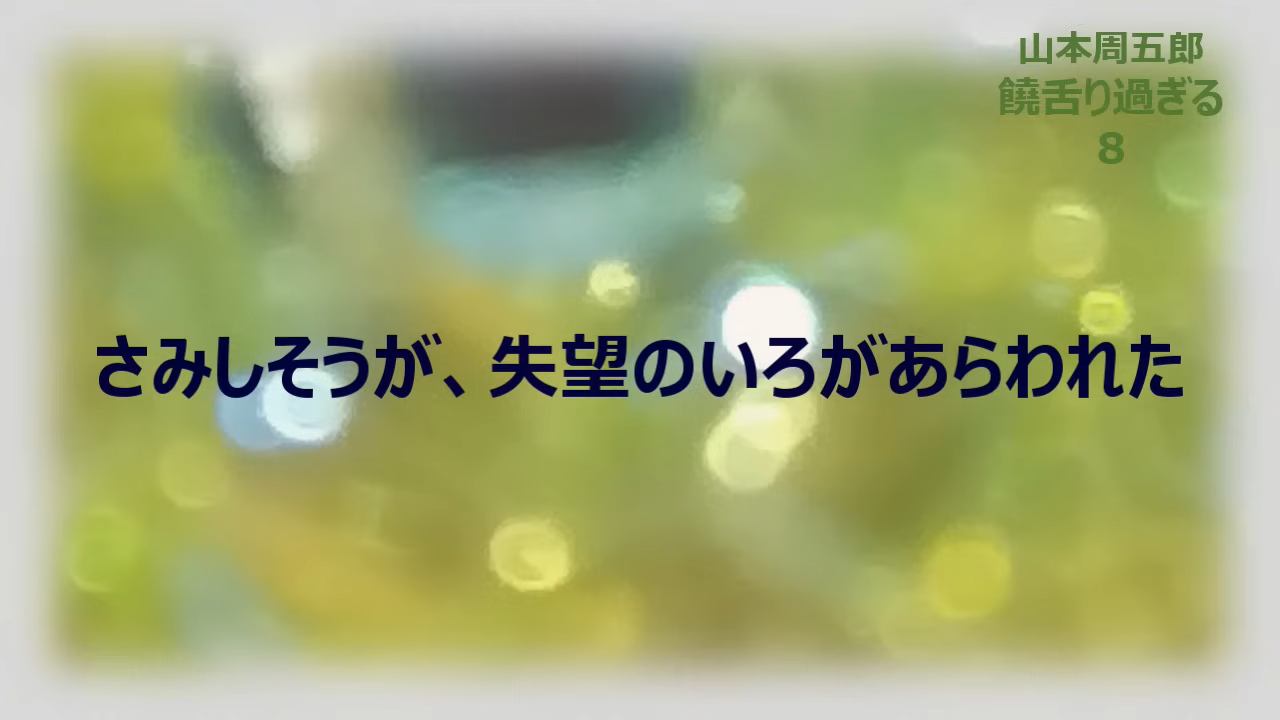 山本周五郎
饒舌り過ぎる
8
さみしそうが、失望のいろがあらわれた